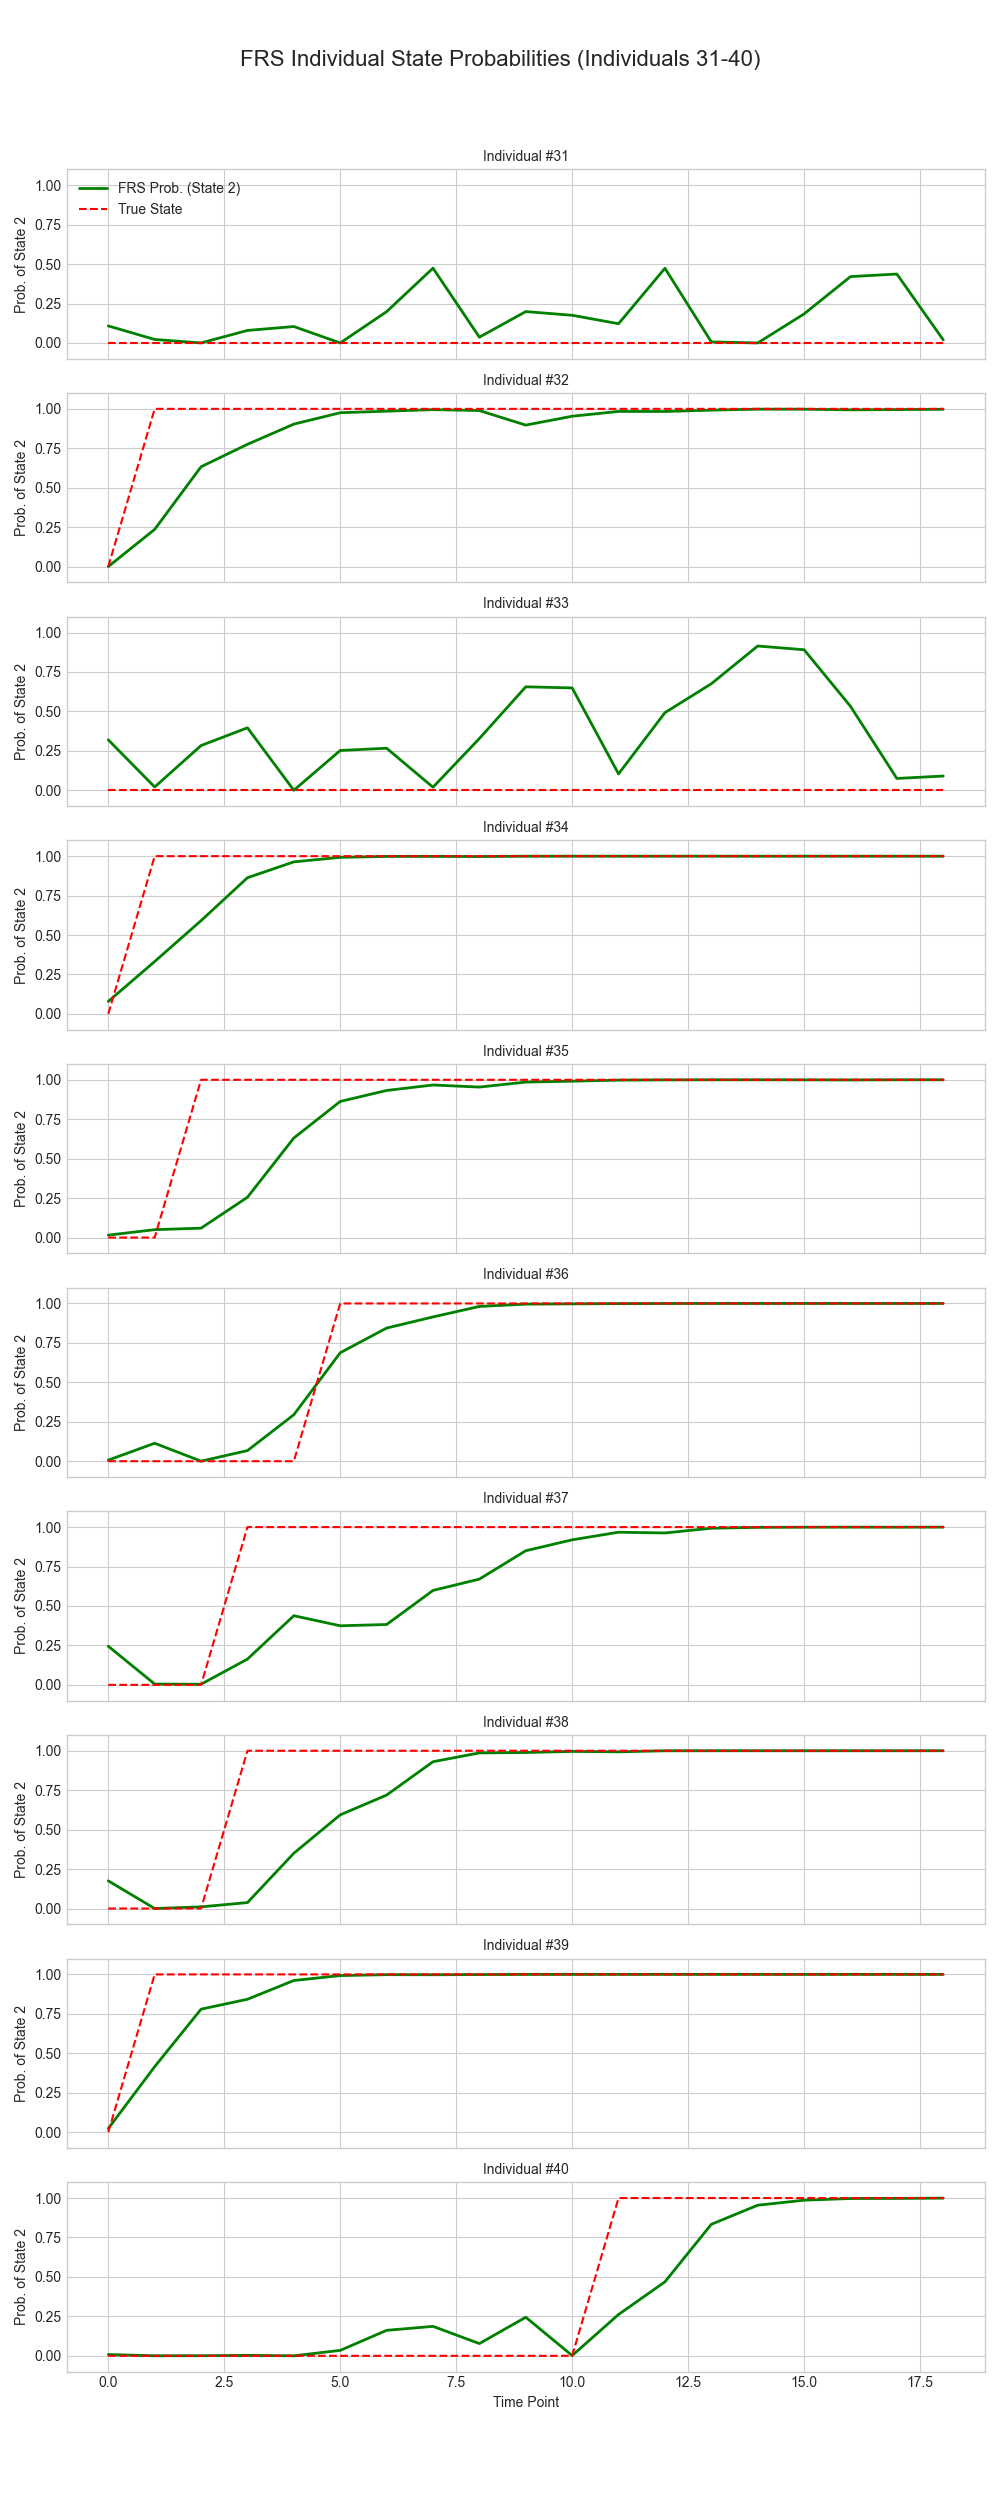 FRS Individual State Probabilities (Individuals 31-40)
Individual #31
1.00
0.75
0.50
0.25
0.00
Prob. of State 2
FRS Prob. (State 2)
True State
Individual #32
1.00
0.75
0.50
0.25
0.00
Prob. of State 2
Individual #33
1.00
0.75
0.50
0.25
0.00
Prob. of State 2
Individual #34
1.00
0.75
0.50
0.25
0.00
Prob. of State 2
Individual #35
1.00
0.75
0.50
0.25
0.00
Prob. of State 2
Individual #36
1.00
0.75
0.50
0.25
0.00
Prob. of State 2
Individual #37
1.00
0.75
0.50
0.25
0.00
Prob. of State 2
Individual #38
1.00
0.75
0.50
0.25
0.00
Prob. of State 2
Individual #39
1.00
0.75
0.50
0.25
0.00
Prob. of State 2
Individual #40
1.00
0.75
0.50
0.25
0.00
Prob. of State 2
0.0 2.5 5.0 7.5 10.0 12.5 15.0 17.5
Time Point